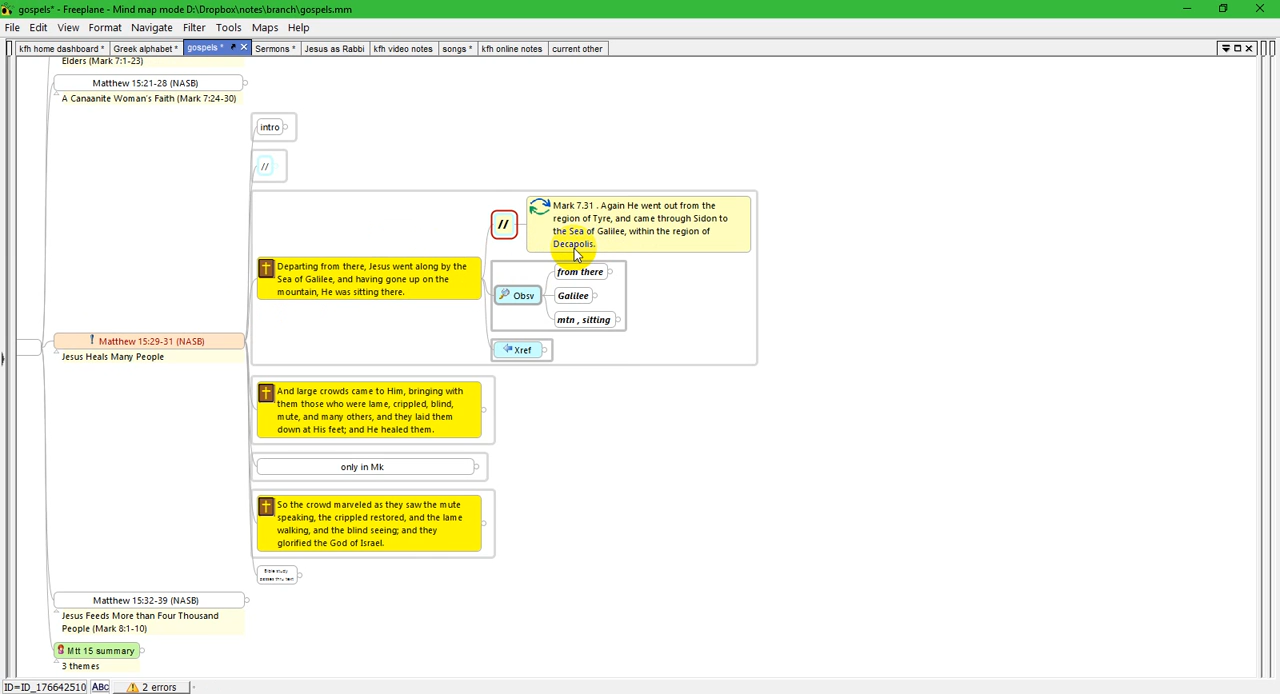 gospels* - Freeplane - Mind map mode D:\Dropbox\notes\branch\gospels.mm
File Edit View Format Navigate Filter Tools Maps Help
kfh home dashboard * Greek alphabet * gospels * Sermons * Jesus as Rabbi kfh video notes songs * kfh online notes current other
Elders (Mark 7:1-23)
Matthew 15:21-28 (NASB)
A Canaanite Woman's Faith (Mark 7:24-30)
intro
//
//
Mark 7.31 . Again He went out from the
region of Tyre, and came through Sidon to
the Sea of Galilee, within the region of
Decapolis.
Departing from there, Jesus went along by the
Sea of Galilee, and having gone up on the
mountain, He was sitting there.
Obsv
from there
Galilee
mtn , sitting
Xref
Matthew 15:29-31 (NASB)
Jesus Heals Many People
And large crowds came to Him, bringing with
them those who were lame, crippled, blind,
mute, and many others, and they laid them
down at His feet; and He healed them.
only in Mk
So the crowd marveled as they saw the mute
speaking, the crippled restored, and the lame
walking, and the blind seeing; and they
glorified the God of Israel.
Bible study
passes thru text
Matthew 15:32-39 (NASB)
Jesus Feeds More than Four Thousand
People (Mark 8:1-10)
Mtt 15 summary
3 themes
ID=ID_176642510 ABC 2 errors